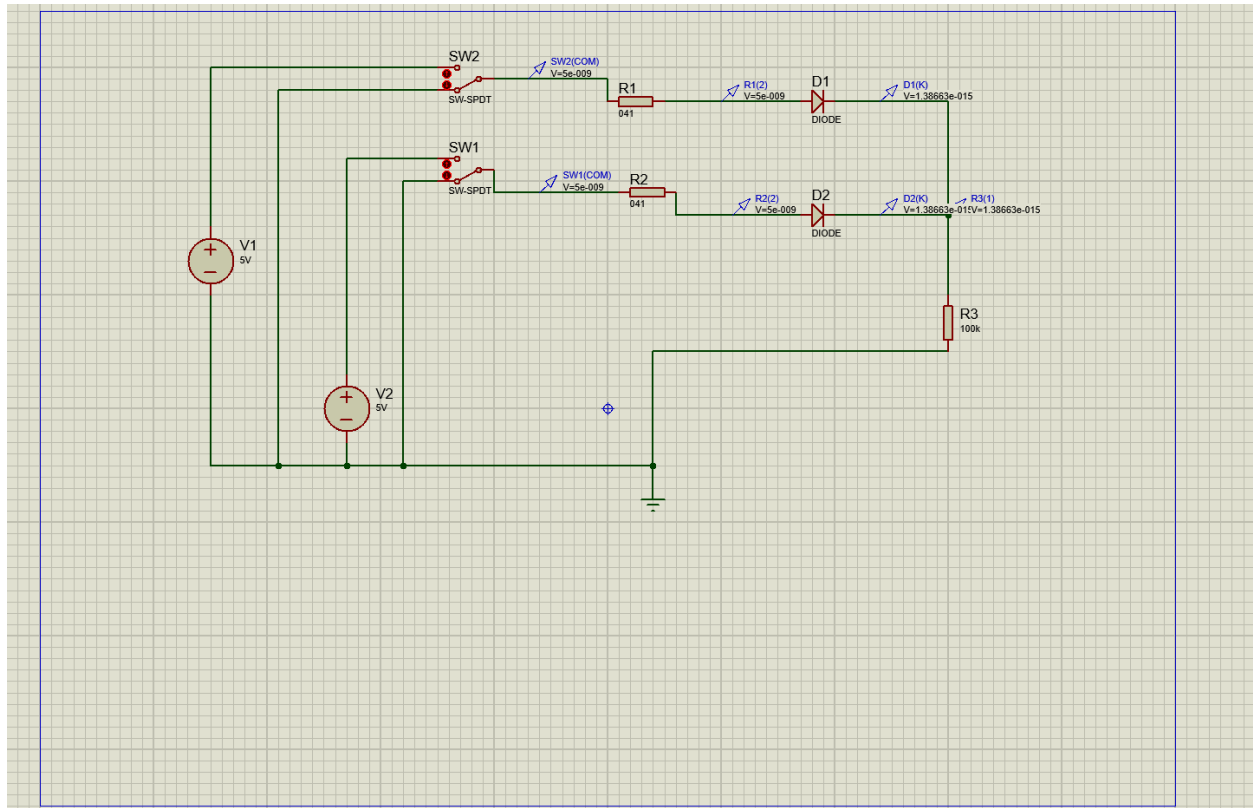 SW2
SW-SPDT
SW2(COM)
V=5e-009
R1
041
R1(2)
V=5e-009
D1
DIODE
D1(K)
V=1.38663e-015
SW1
SW-SPDT
SW1(COM)
V=5e-009
R2
041
R2(2)
V=5e-009
D2
DIODE
D2(K)
V=1.38663e-015
R3(1)
V=1.38663e-015
V1
5V
R3
100k
V2
5V